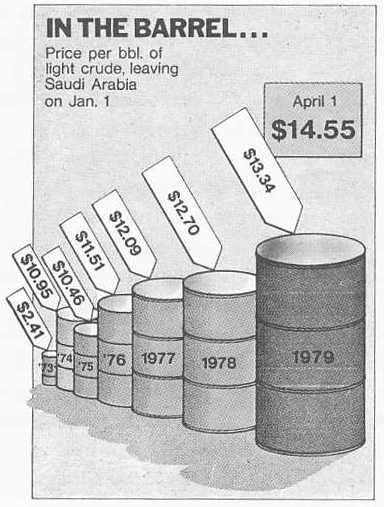 IN THE BARREL...
Price per bbl. of
light crude, leaving
Saudi Arabia
on Jan. 1
April 1
$14.55
$2.41
$10.95
$10.46
$11.51
$12.09
$12.70
$13.34
'73
'74
'75
'76
1977
1978
1979